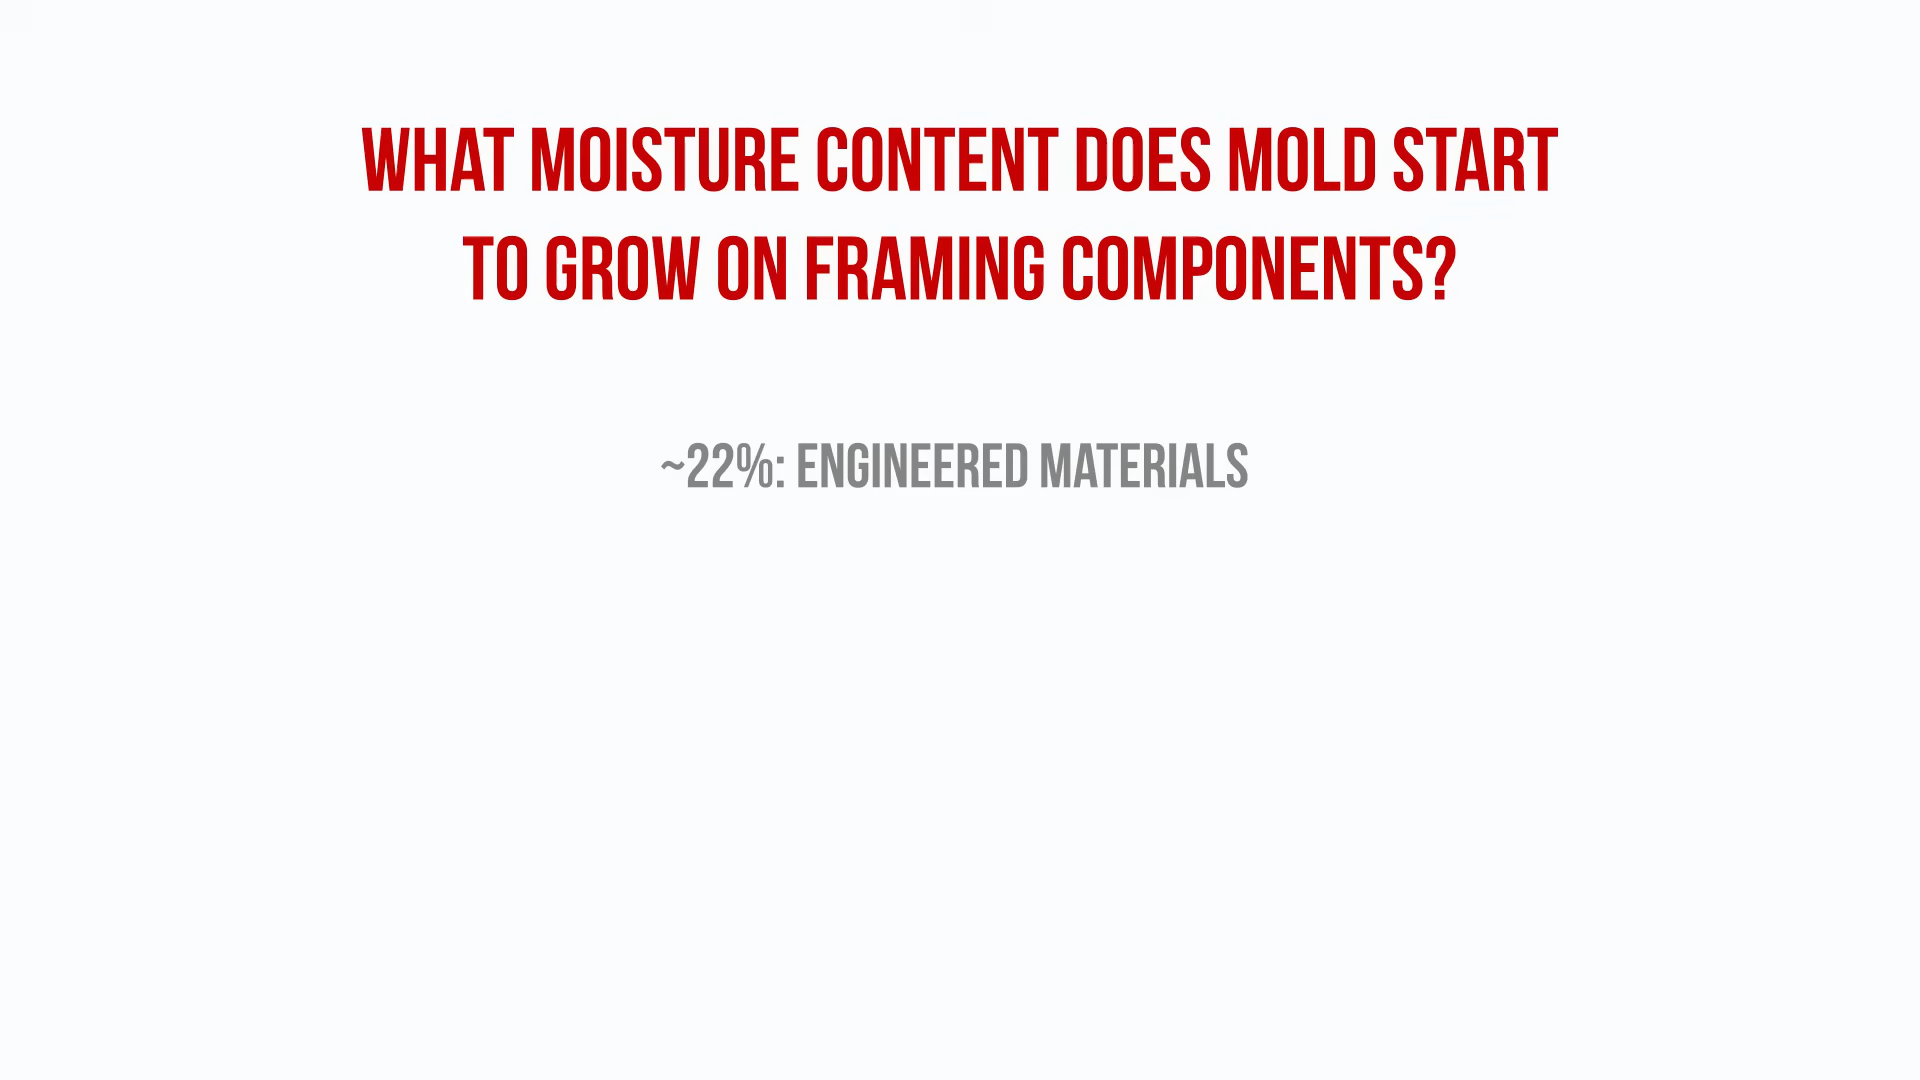 WHAT MOISTURE CONTENT DOES MOLD START
TO GROW ON FRAMING COMPONENTS?
~22%: ENGINEERED MATERIALS